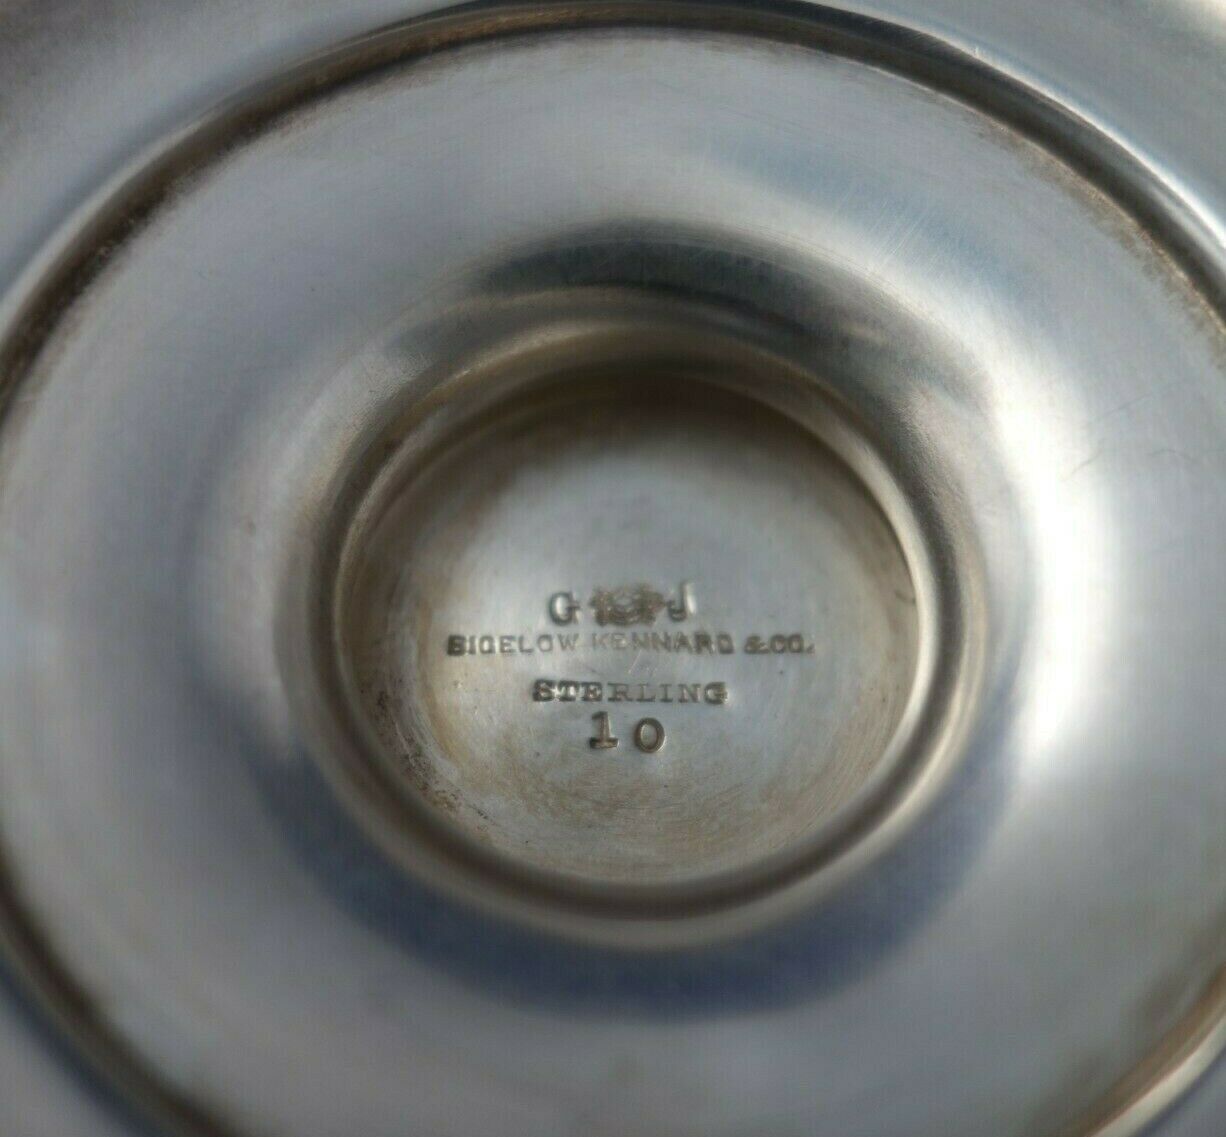 G J
BIGELOW KENNARD & CO.
STERLING
10